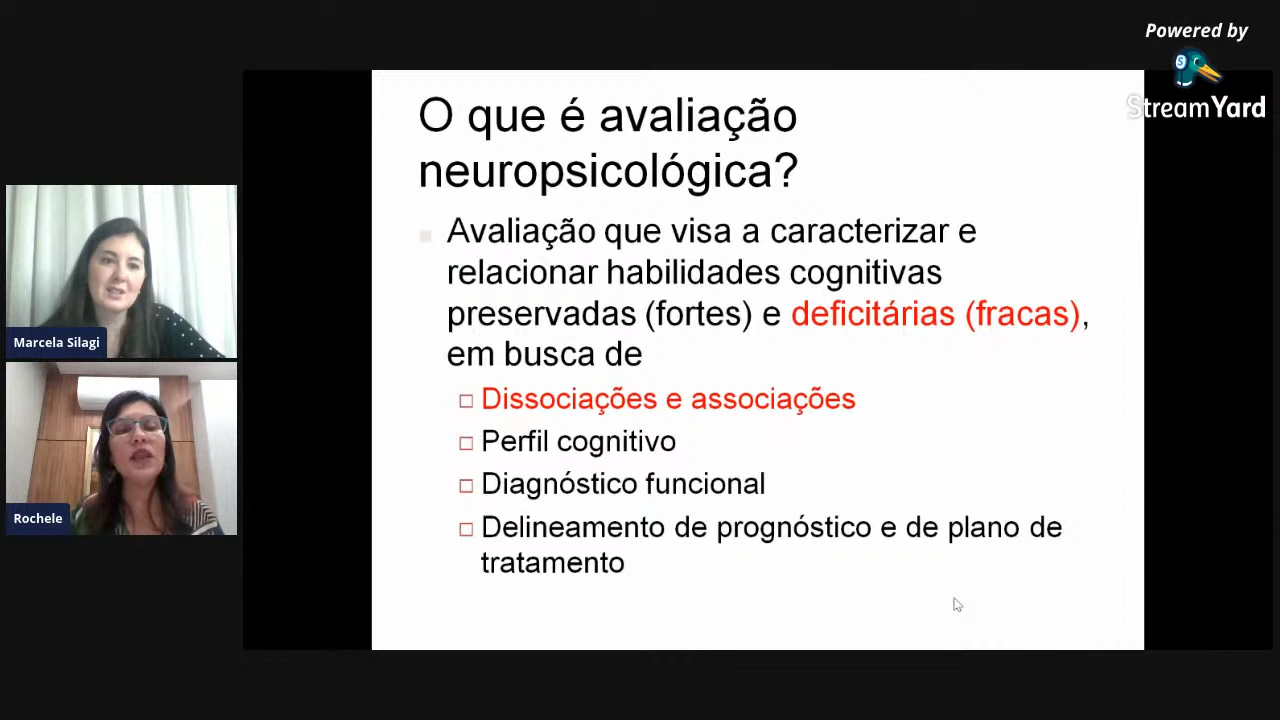 Powered by
S
StreamYard
O que é avaliação
neuropsicológica?
Avaliação que visa a caracterizar e
relacionar habilidades cognitivas
preservadas (fortes) e deficitárias (fracas),
em busca de
Dissociações e associações
Perfil cognitivo
Diagnóstico funcional
Delineamento de prognóstico e de plano de
tratamento
Marcela Silagi
Rochele